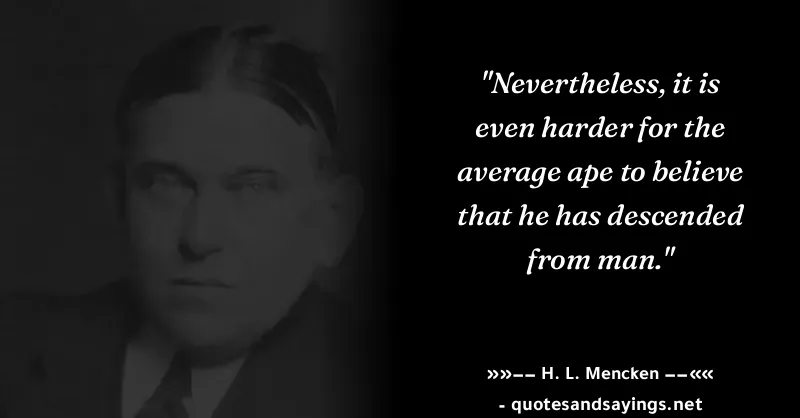 "Nevertheless, it is
even harder for the
average ape to believe
that he has descended
from man."
»»−− H. L. Mencken −−««
- quotesandsayings.net